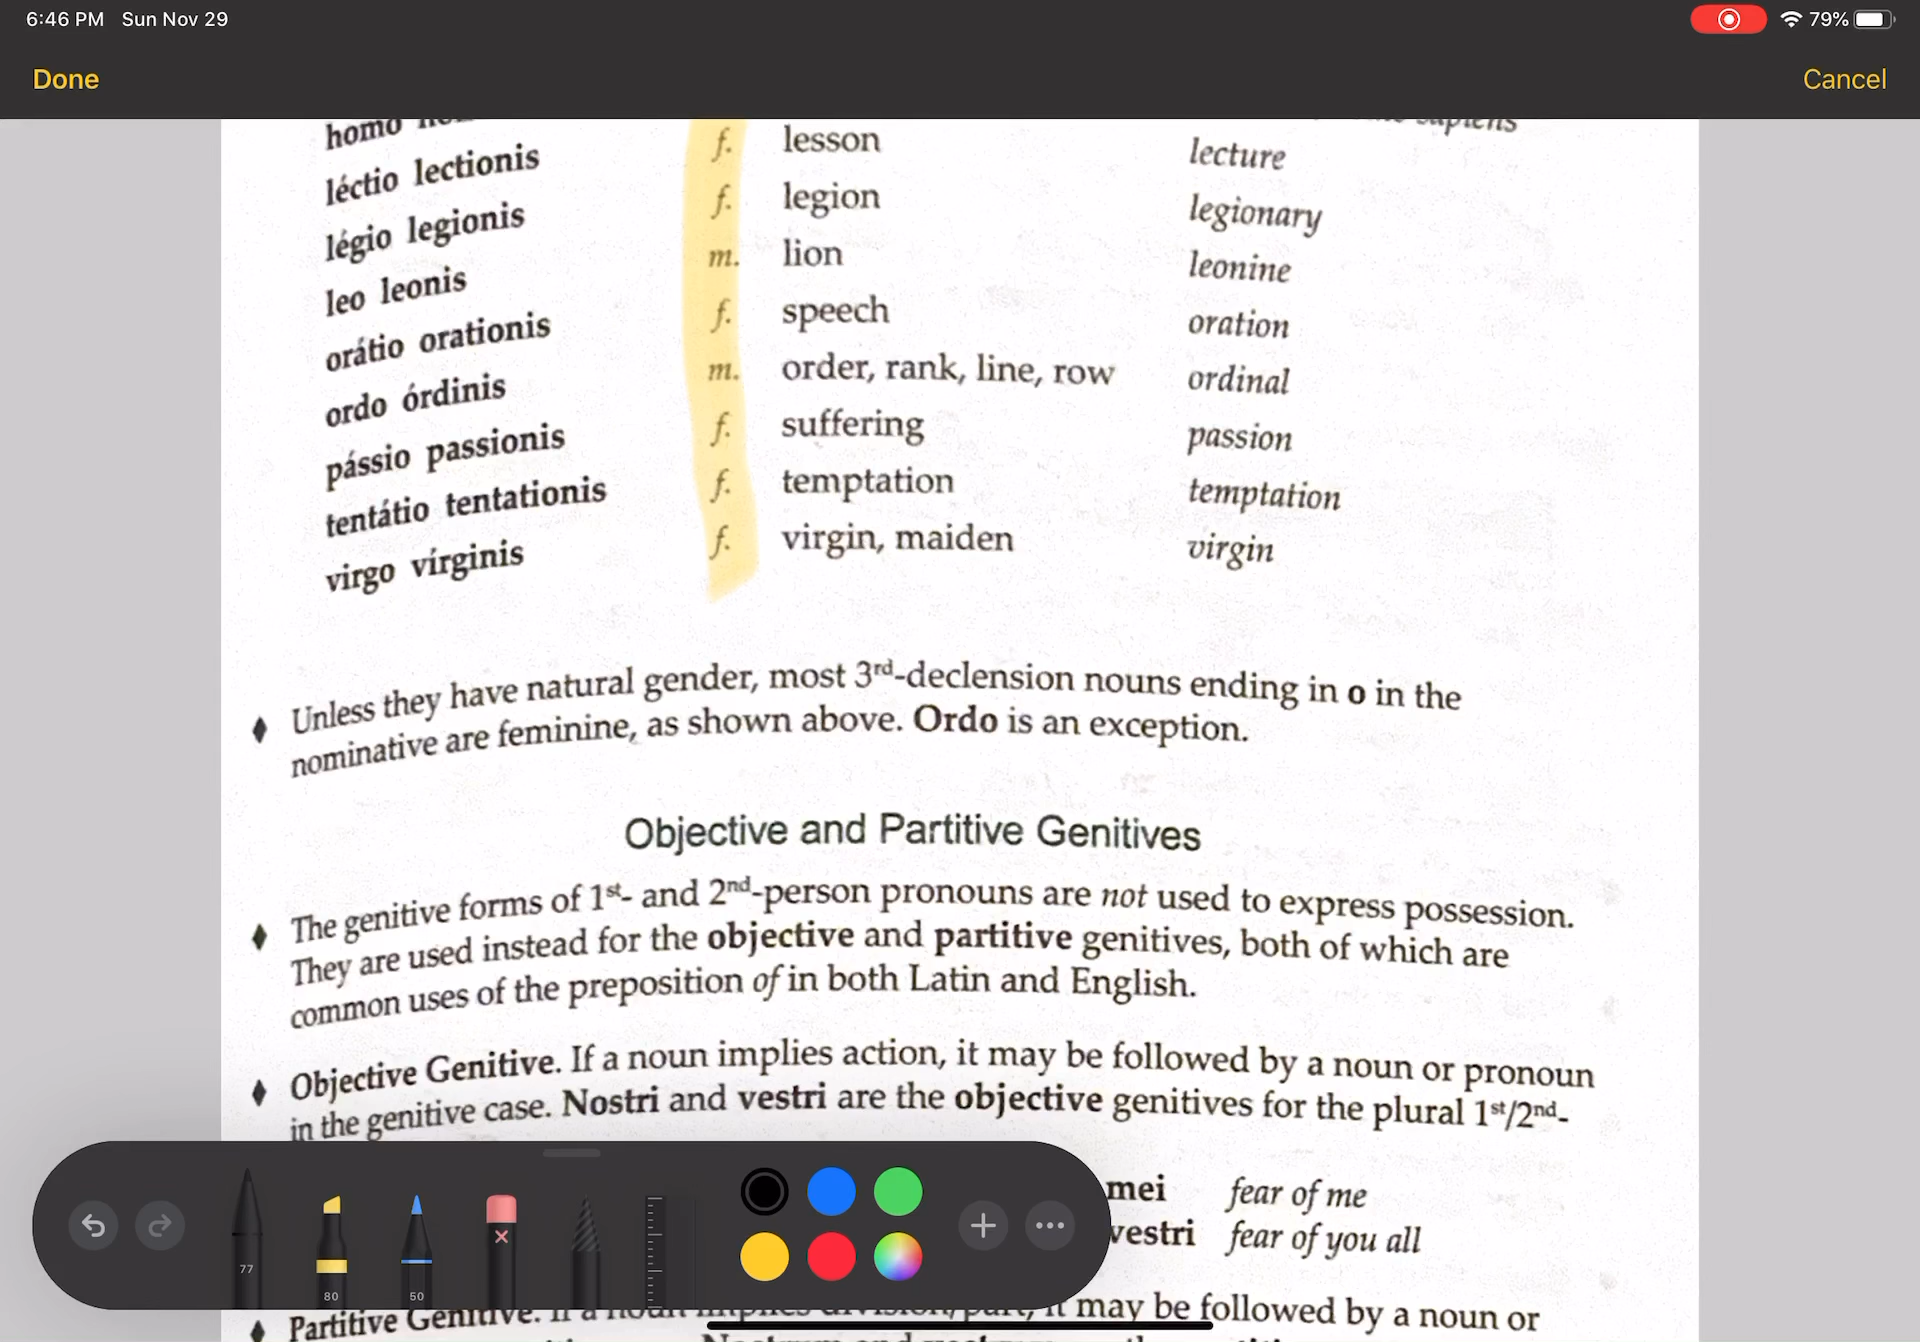 6:46 PM Sun Nov 29
79%
Done
Cancel
homo
sapiens
léctio lectionis f. lesson lecture
légio legionis f. legion legionary
leo leonis m. lion leonine
orátio orationis f. speech oration
ordo órdinis m. order, rank, line, row ordinal
pássio passionis f. suffering passion
tentátio tentationis f. temptation temptation
virgo vírginis f. virgin, maiden virgin
♦ Unless they have natural gender, most 3rd-declension nouns ending in o in the
nominative are feminine, as shown above. Ordo is an exception.
Objective and Partitive Genitives
♦ The genitive forms of 1st- and 2nd-person pronouns are not used to express possession.
They are used instead for the objective and partitive genitives, both of which are
common uses of the preposition of in both Latin and English.
♦ Objective Genitive. If a noun implies action, it may be followed by a noun or pronoun
in the genitive case. Nostri and vestri are the objective genitives for the plural 1st/2nd-
mei fear of me
vestri fear of you all
♦ Partitive Genitive. If a noun implies division/part, it may be followed by a noun or
77
80
50